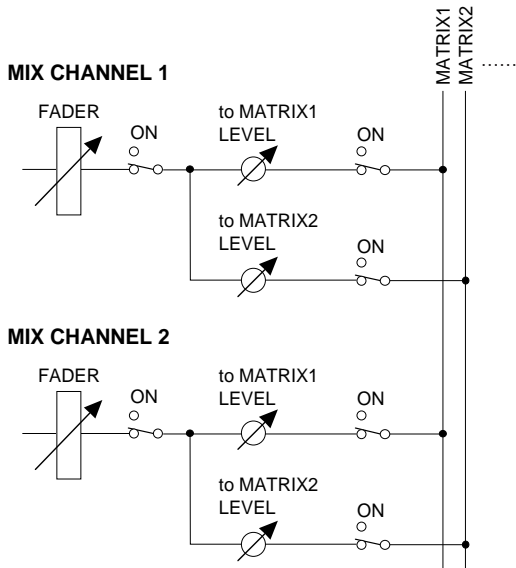 MATRIX1
MATRIX2
MIX CHANNEL 1
FADER
ON
to MATRIX1
LEVEL
ON
to MATRIX2
LEVEL
ON
MIX CHANNEL 2
FADER
ON
to MATRIX1
LEVEL
ON
to MATRIX2
LEVEL
ON